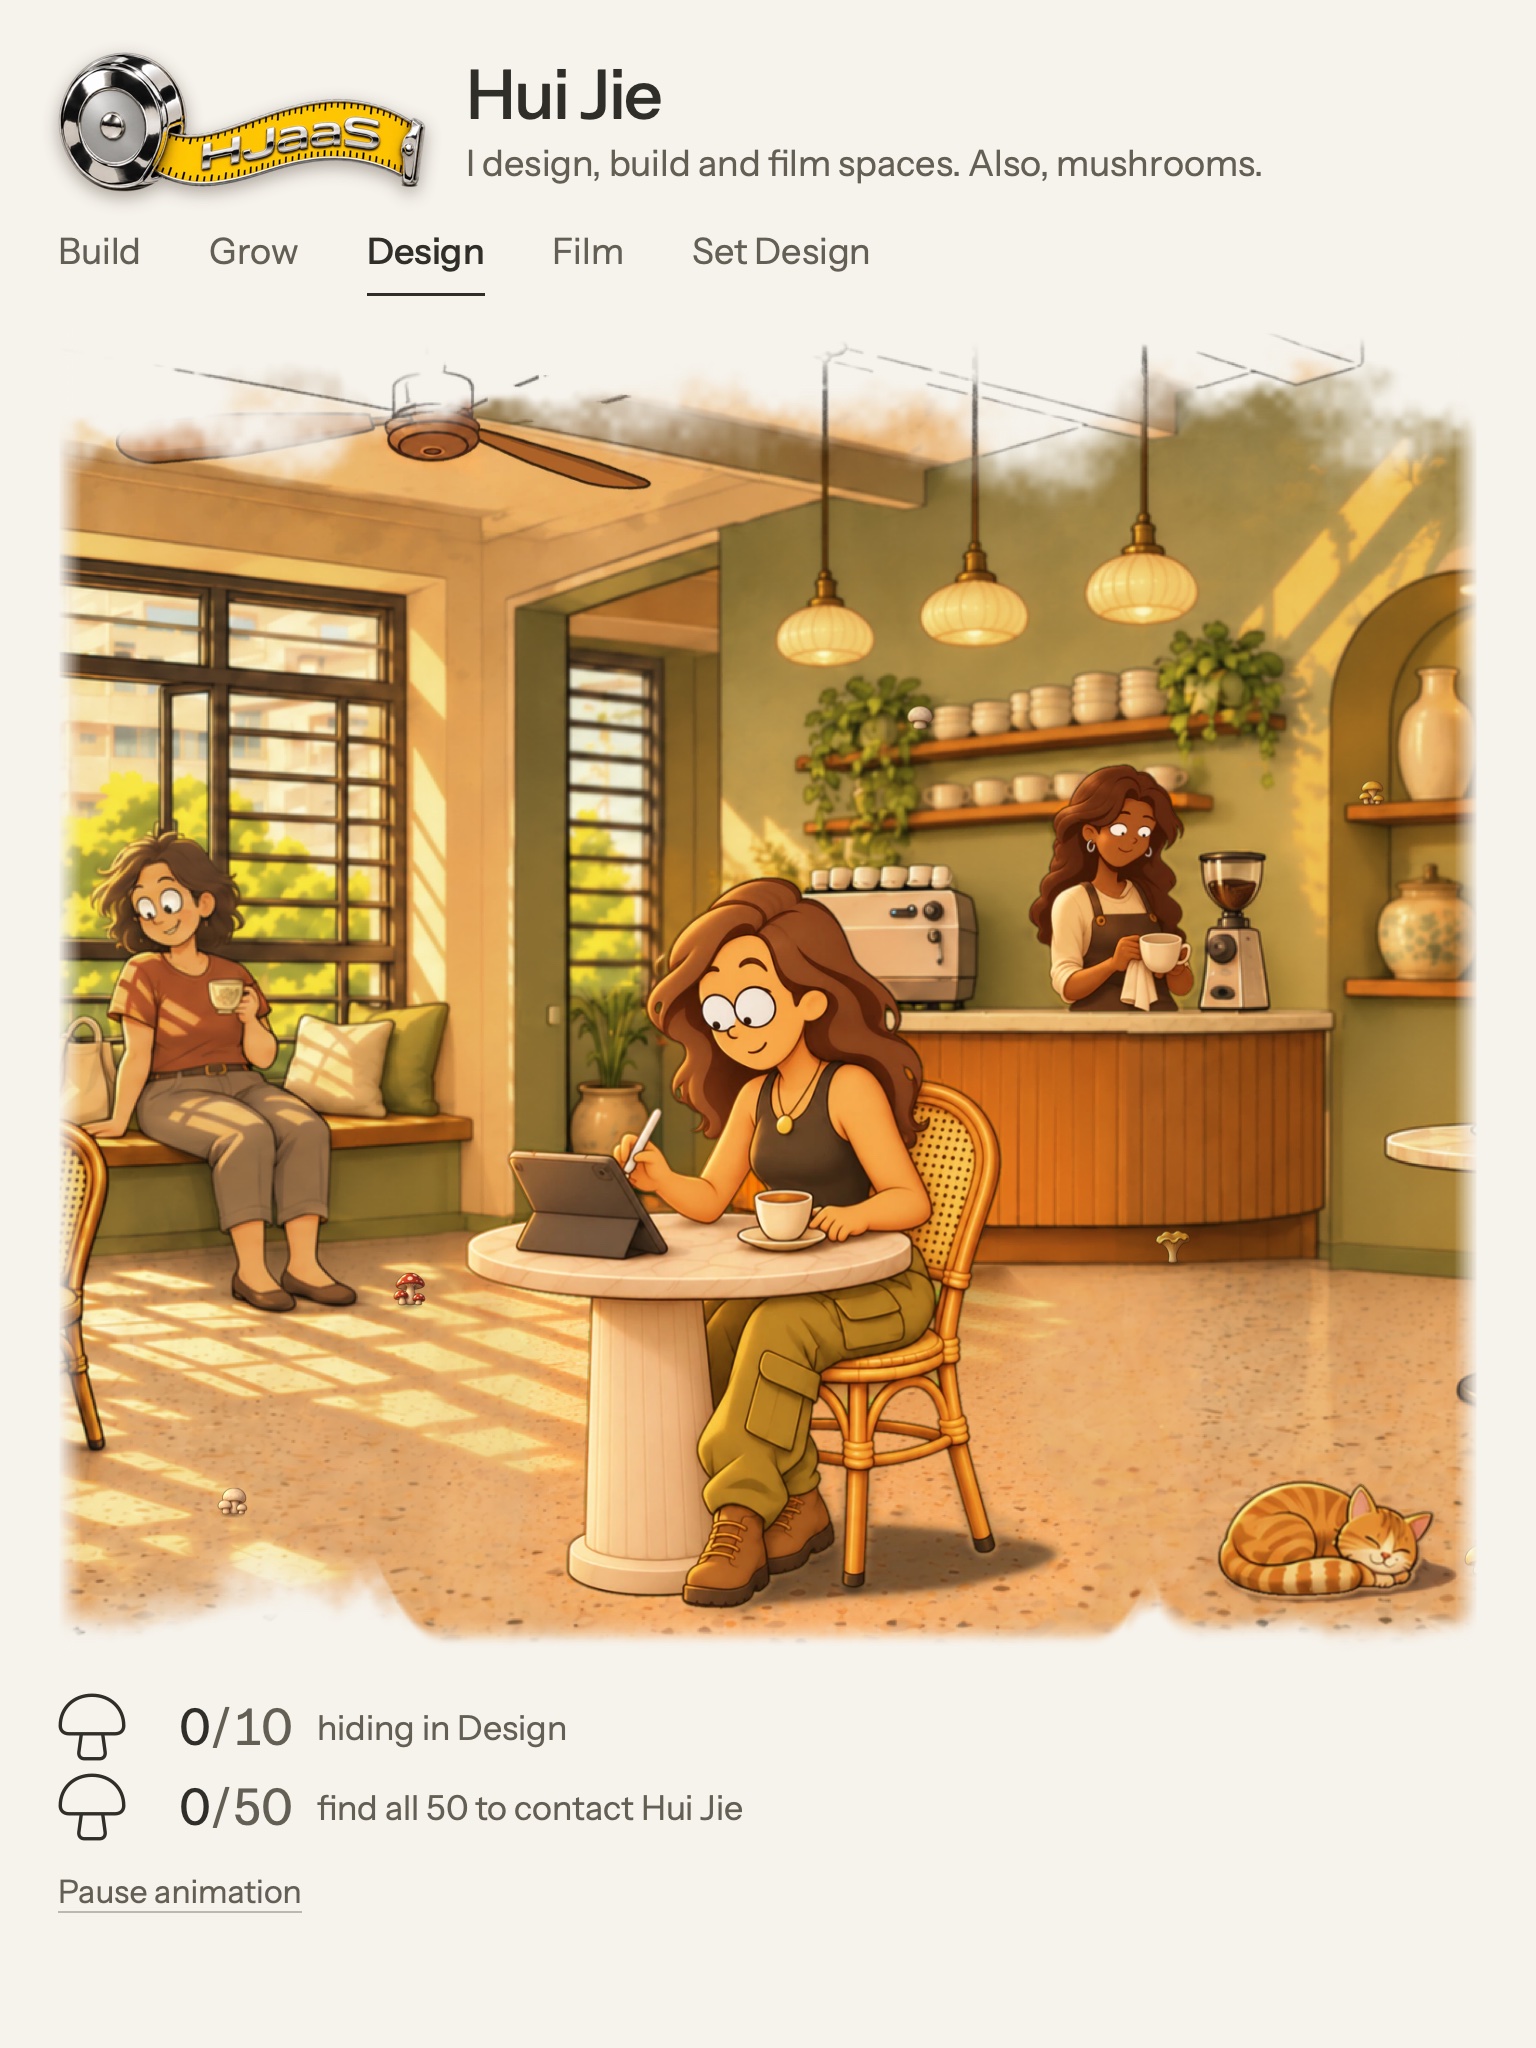 HJaaS
Hui Jie
I design, build and film spaces. Also, mushrooms.
Build Grow Design Film Set Design
0/10 hiding in Design
0/50 find all 50 to contact Hui Jie
Pause animation